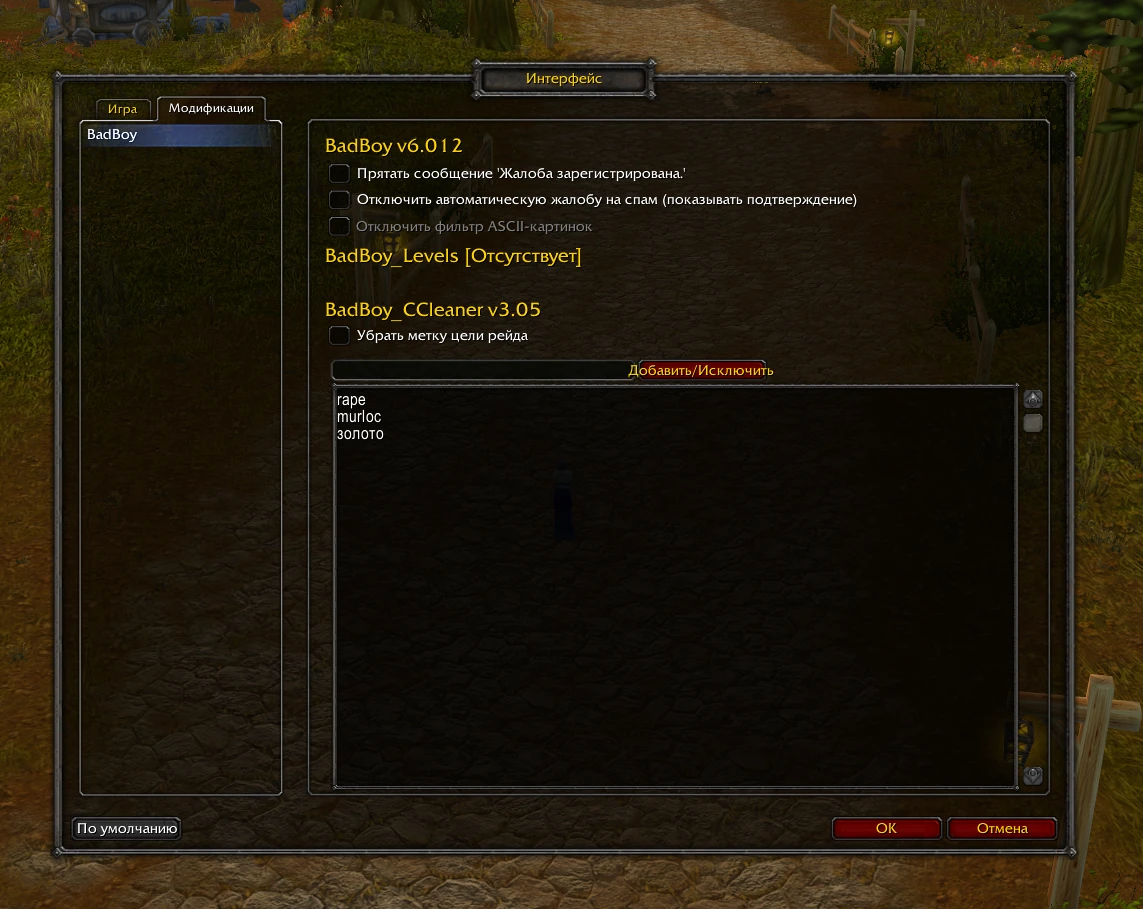 Интерфейс
Игра
Модификации
BadBoy
BadBoy v6.012
Прятать сообщение 'Жалоба зарегистрирована.'
Отключить автоматическую жалобу на спам (показывать подтверждение)
Отключить фильтр ASCII-картинок
BadBoy_Levels [Отсутствует]
BadBoy_CCleaner v3.05
Убрать метку цели рейда
Добавить/Исключить
rape
murloc
золото
По умолчанию
ОК
Отмена